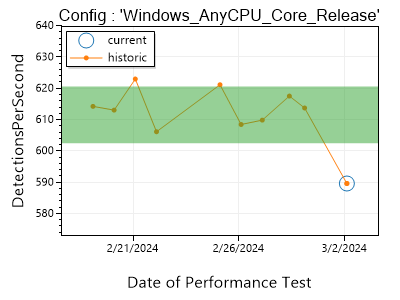 Config : 'Windows_AnyCPU_Core_Release'
current
historic
DetectionsPerSecond
640
630
620
610
600
590
580
2/21/2024
2/26/2024
3/2/2024
Date of Performance Test